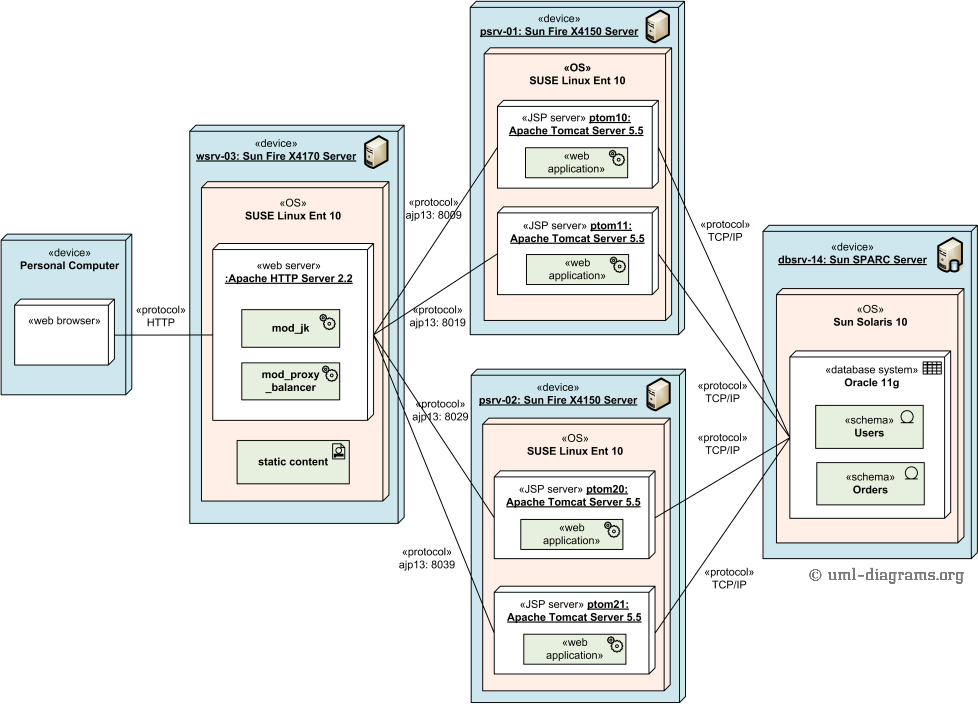 «device»
Personal Computer
«web browser»
«protocol»
HTTP
«device»
wsrv-03: Sun Fire X4170 Server
«OS»
SUSE Linux Ent 10
«web server»
:Apache HTTP Server 2.2
mod_jk
mod_proxy
_balancer
static content
«protocol»
ajp13: 8009
«protocol»
ajp13: 8019
«protocol»
ajp13: 8029
«protocol»
ajp13: 8039
«device»
psrv-01: Sun Fire X4150 Server
«OS»
SUSE Linux Ent 10
«JSP server» ptom10:
Apache Tomcat Server 5.5
«web
application»
«JSP server» ptom11:
Apache Tomcat Server 5.5
«web
application»
«device»
psrv-02: Sun Fire X4150 Server
«OS»
SUSE Linux Ent 10
«JSP server» ptom20:
Apache Tomcat Server 5.5
«web
application»
«JSP server» ptom21:
Apache Tomcat Server 5.5
«web
application»
«protocol»
TCP/IP
«protocol»
TCP/IP
«protocol»
TCP/IP
«protocol»
TCP/IP
«device»
dbsrv-14: Sun SPARC Server
«OS»
Sun Solaris 10
«database system»
Oracle 11g
«schema»
Users
«schema»
Orders
© uml-diagrams.org